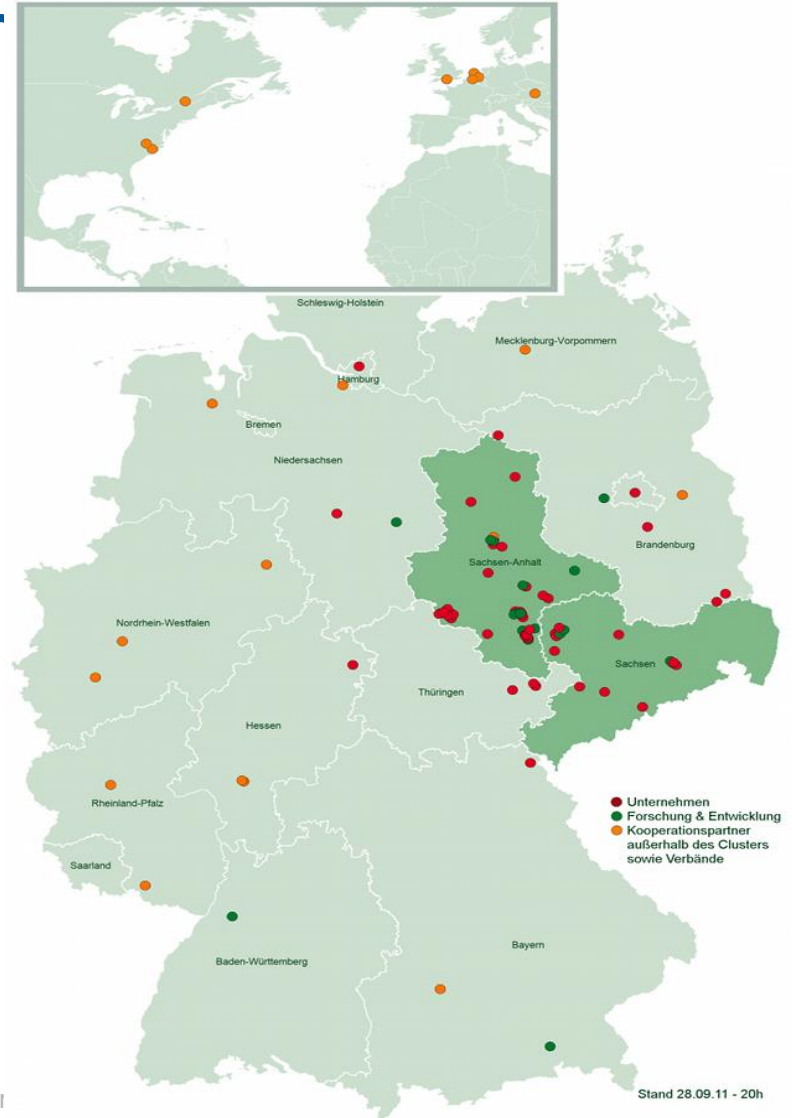 Schleswig-Holstein
Mecklenburg-Vorpommern
Hamburg
Bremen
Niedersachsen
Sachsen-Anhalt
Brandenburg
Nordrhein-Westfalen
Sachsen
Thüringen
Hessen
Rheinland-Pfalz
Unternehmen
Forschung & Entwicklung
Kooperationspartner
außerhalb des Clusters
sowie Verbände
Saarland
Bayern
Baden-Württemberg
Stand 28.09.11 - 20h